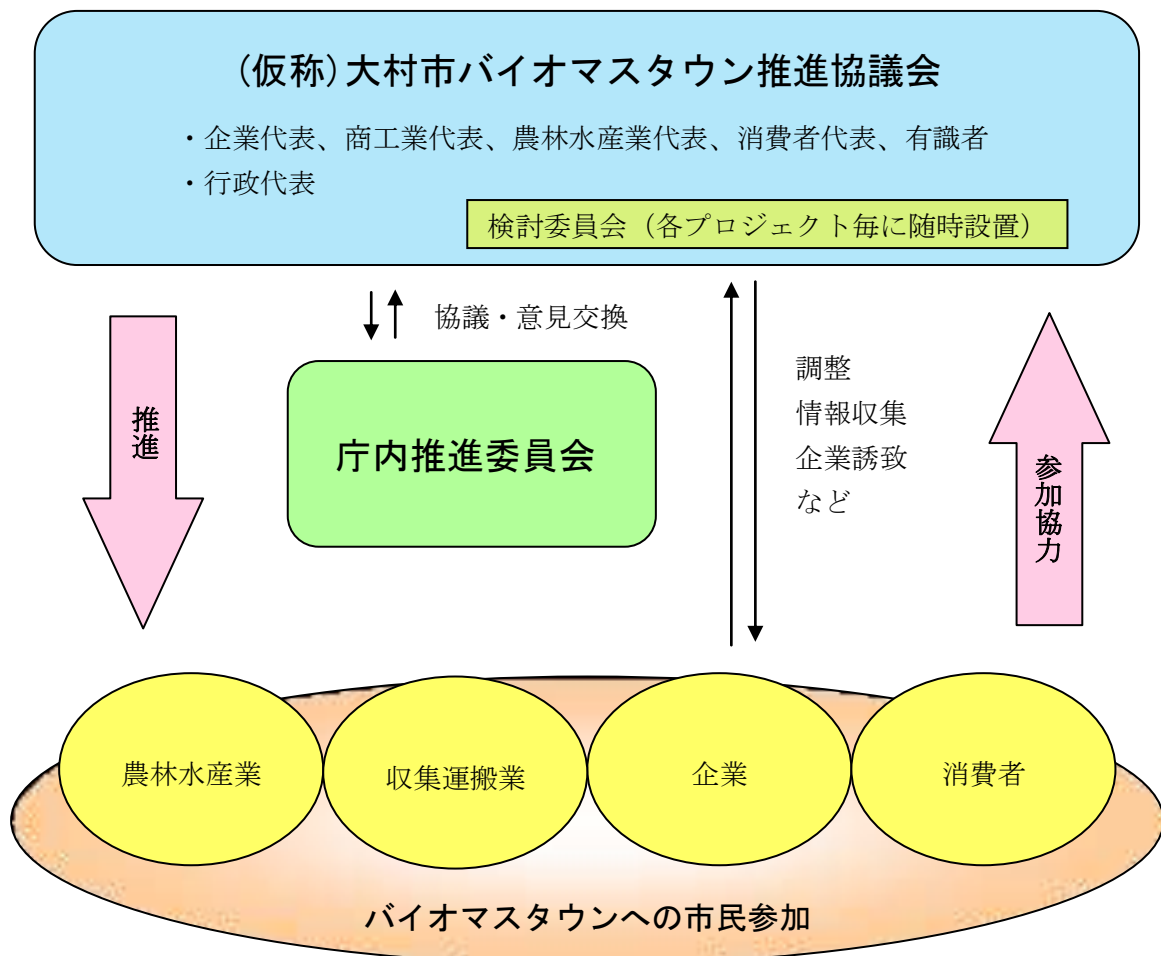 (仮称)大村市バイオマスタウン推進協議会
・企業代表、商工業代表、農林水産業代表、消費者代表、有識者
・行政代表
検討委員会（各プロジェクト毎に随時設置）
協議・意見交換
推進
庁内推進委員会
調整
情報収集
企業誘致
など
参加協力
農林水産業
収集運搬業
企業
消費者
バイオマスタウンへの市民参加